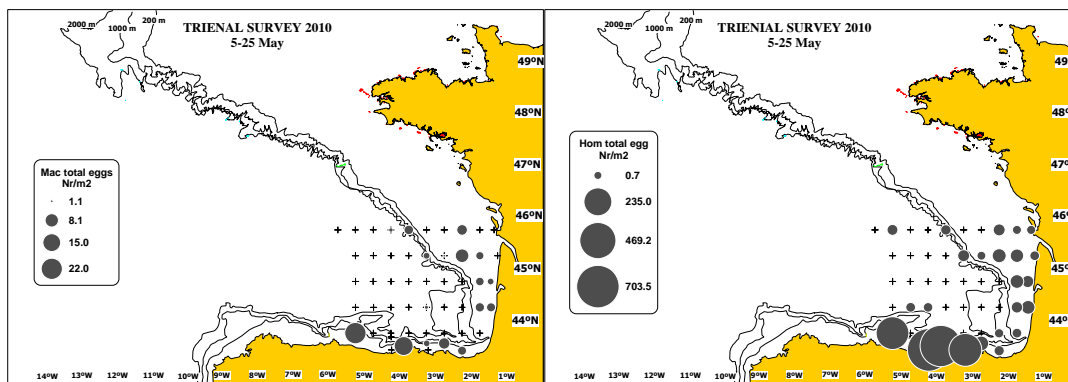 2000 m
1000 m
200 m
TRIENAL SURVEY 2010
5-25 May
Mac total eggs
Nr/m2
1.1
8.1
15.0
22.0
49ºN
48ºN
47ºN
46ºN
45ºN
44ºN
14ºW 12ºW 11ºW 10ºW 9ºW 8ºW 7ºW 6ºW 5ºW 4ºW 3ºW 2ºW 1ºW
2000 m
1000 m
200 m
TRIENIAL SURVEY 2010
5-25 May
Hom total egg
Nr/m2
0.7
235.0
469.2
703.5
49ºN
48ºN
47ºN
46ºN
45ºN
44ºN
14ºW 12ºW 11ºW 10ºW 9ºW 8ºW 7ºW 6ºW 5ºW 4ºW 3ºW 2ºW 1ºW